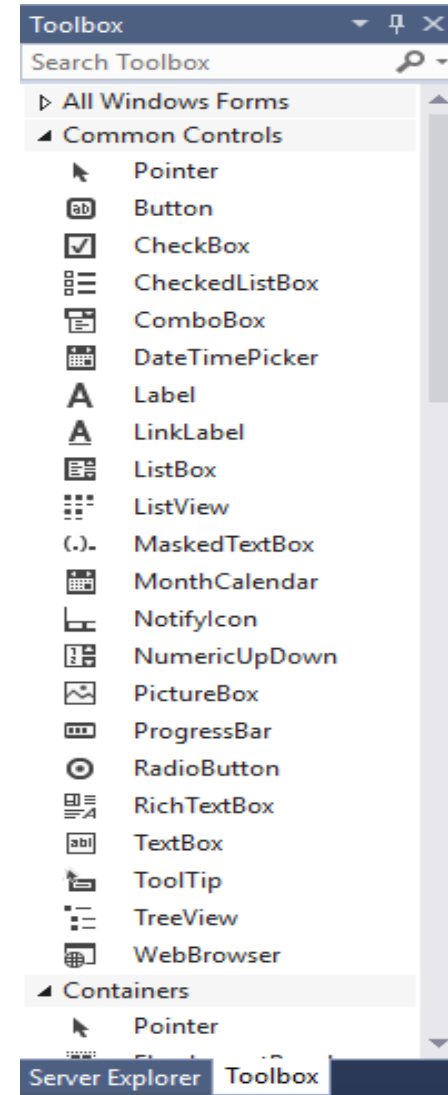 Toolbox
Search Toolbox
All Windows Forms
Common Controls
Pointer
Button
CheckBox
CheckedListBox
ComboBox
DateTimePicker
Label
LinkLabel
ListBox
ListView
MaskedTextBox
MonthCalendar
NotifyIcon
NumericUpDown
PictureBox
ProgressBar
RadioButton
RichTextBox
TextBox
ToolTip
TreeView
WebBrowser
Containers
Pointer
Server Explorer Toolbox